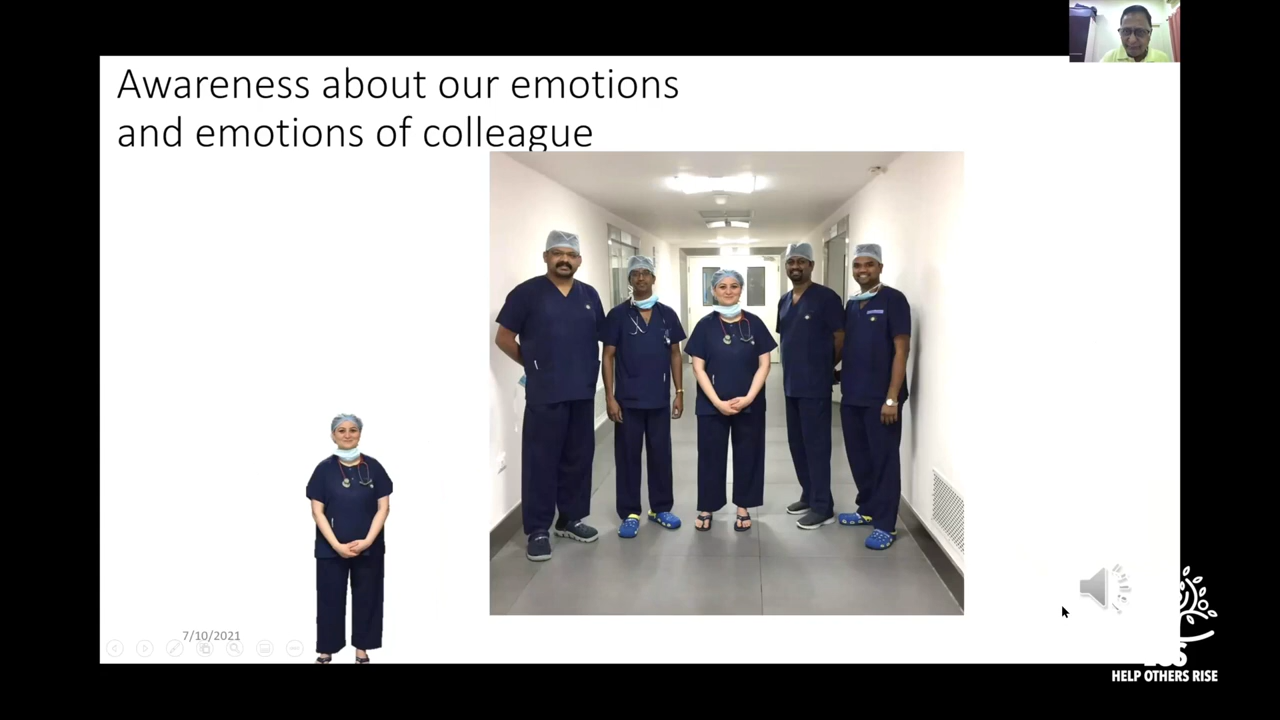 Awareness about our emotions
and emotions of colleague
7/10/2021
HELP OTHERS RISE